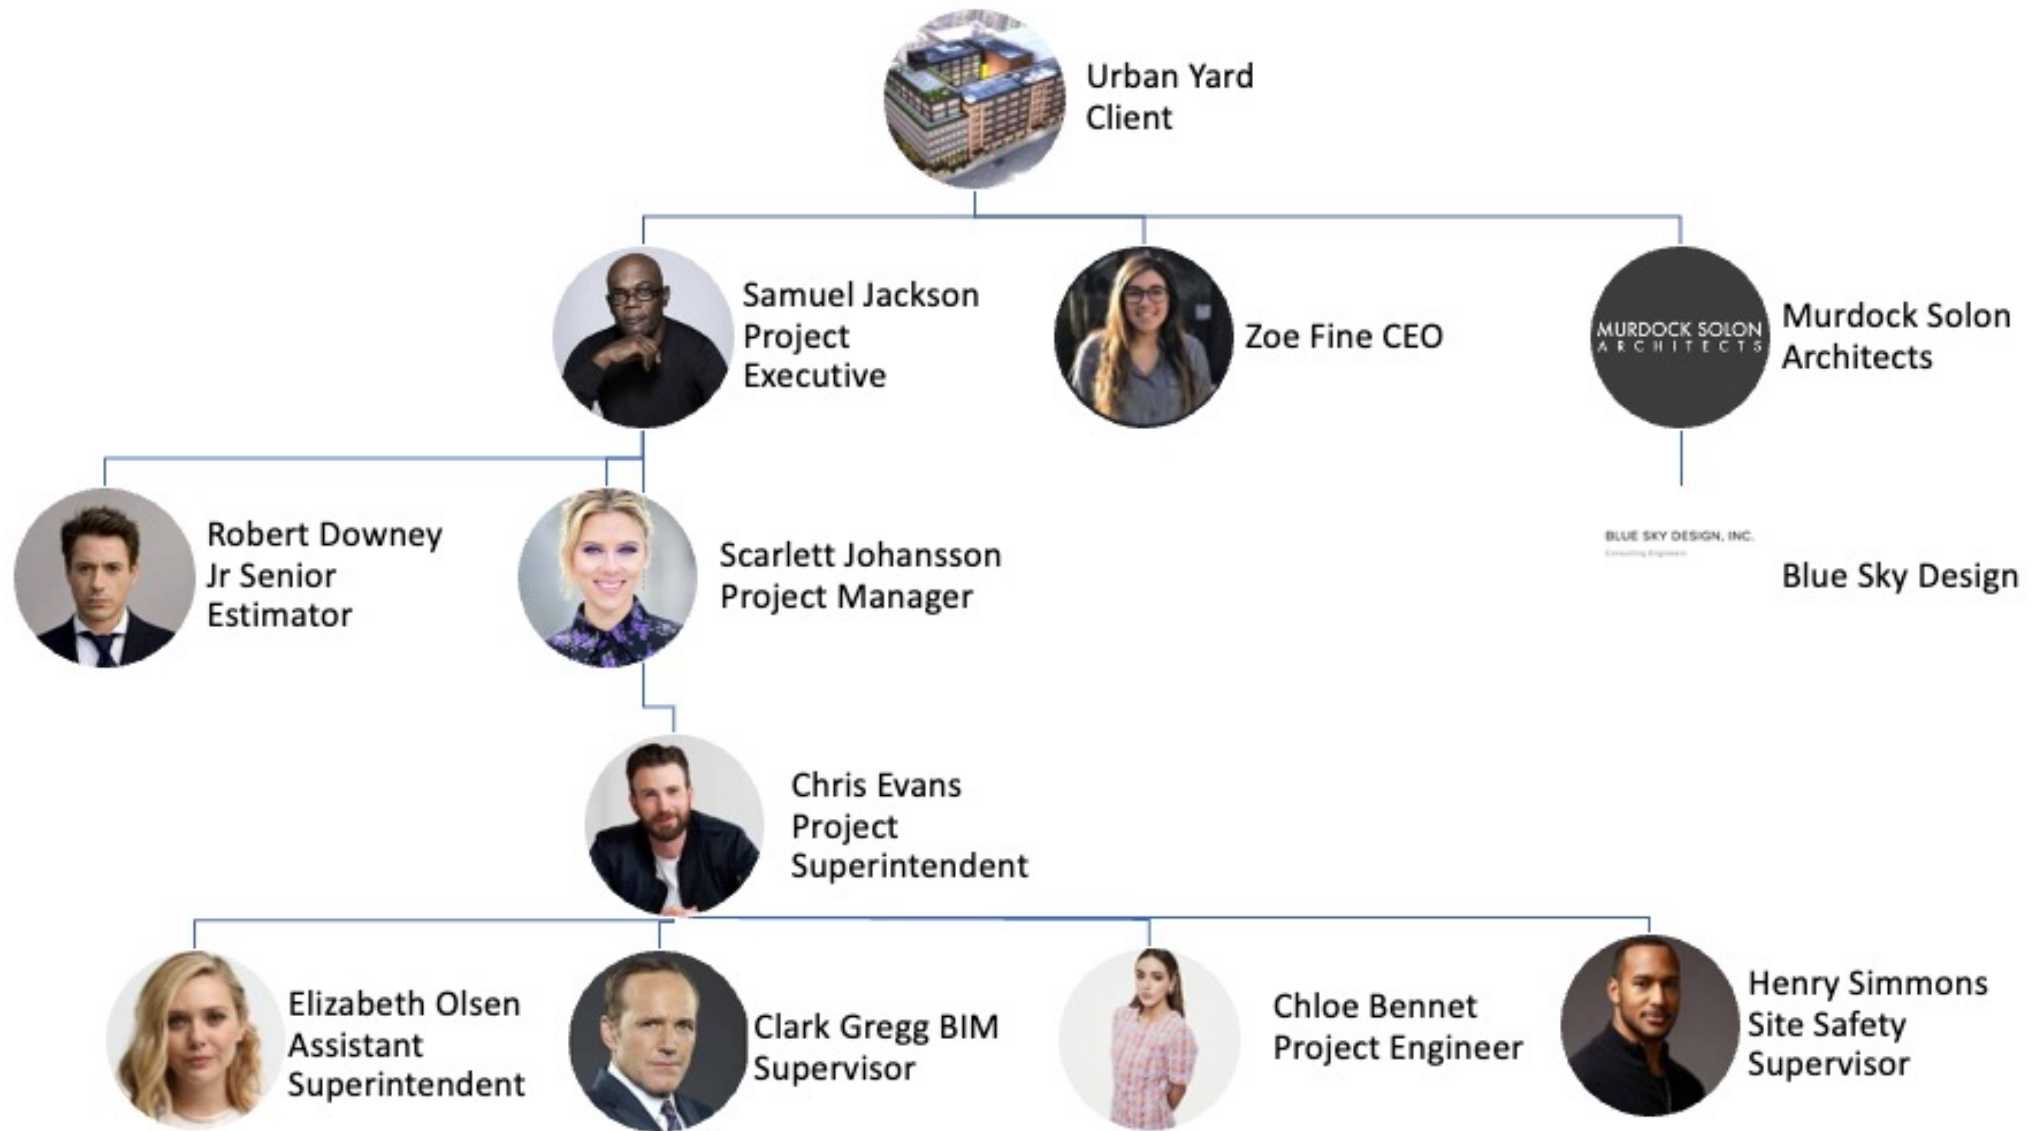 Urban Yard
Client
Samuel Jackson
Project
Executive
Zoe Fine CEO
MURDOCK SOLON
ARCHITECTS
Murdock Solon
Architects
Robert Downey
Jr Senior
Estimator
Scarlett Johansson
Project Manager
BLUE SKY DESIGN, INC.
Consulting Engineers
Blue Sky Design
Chris Evans
Project
Superintendent
Elizabeth Olsen
Assistant
Superintendent
Clark Gregg BIM
Supervisor
Chloe Bennet
Project Engineer
Henry Simmons
Site Safety
Supervisor